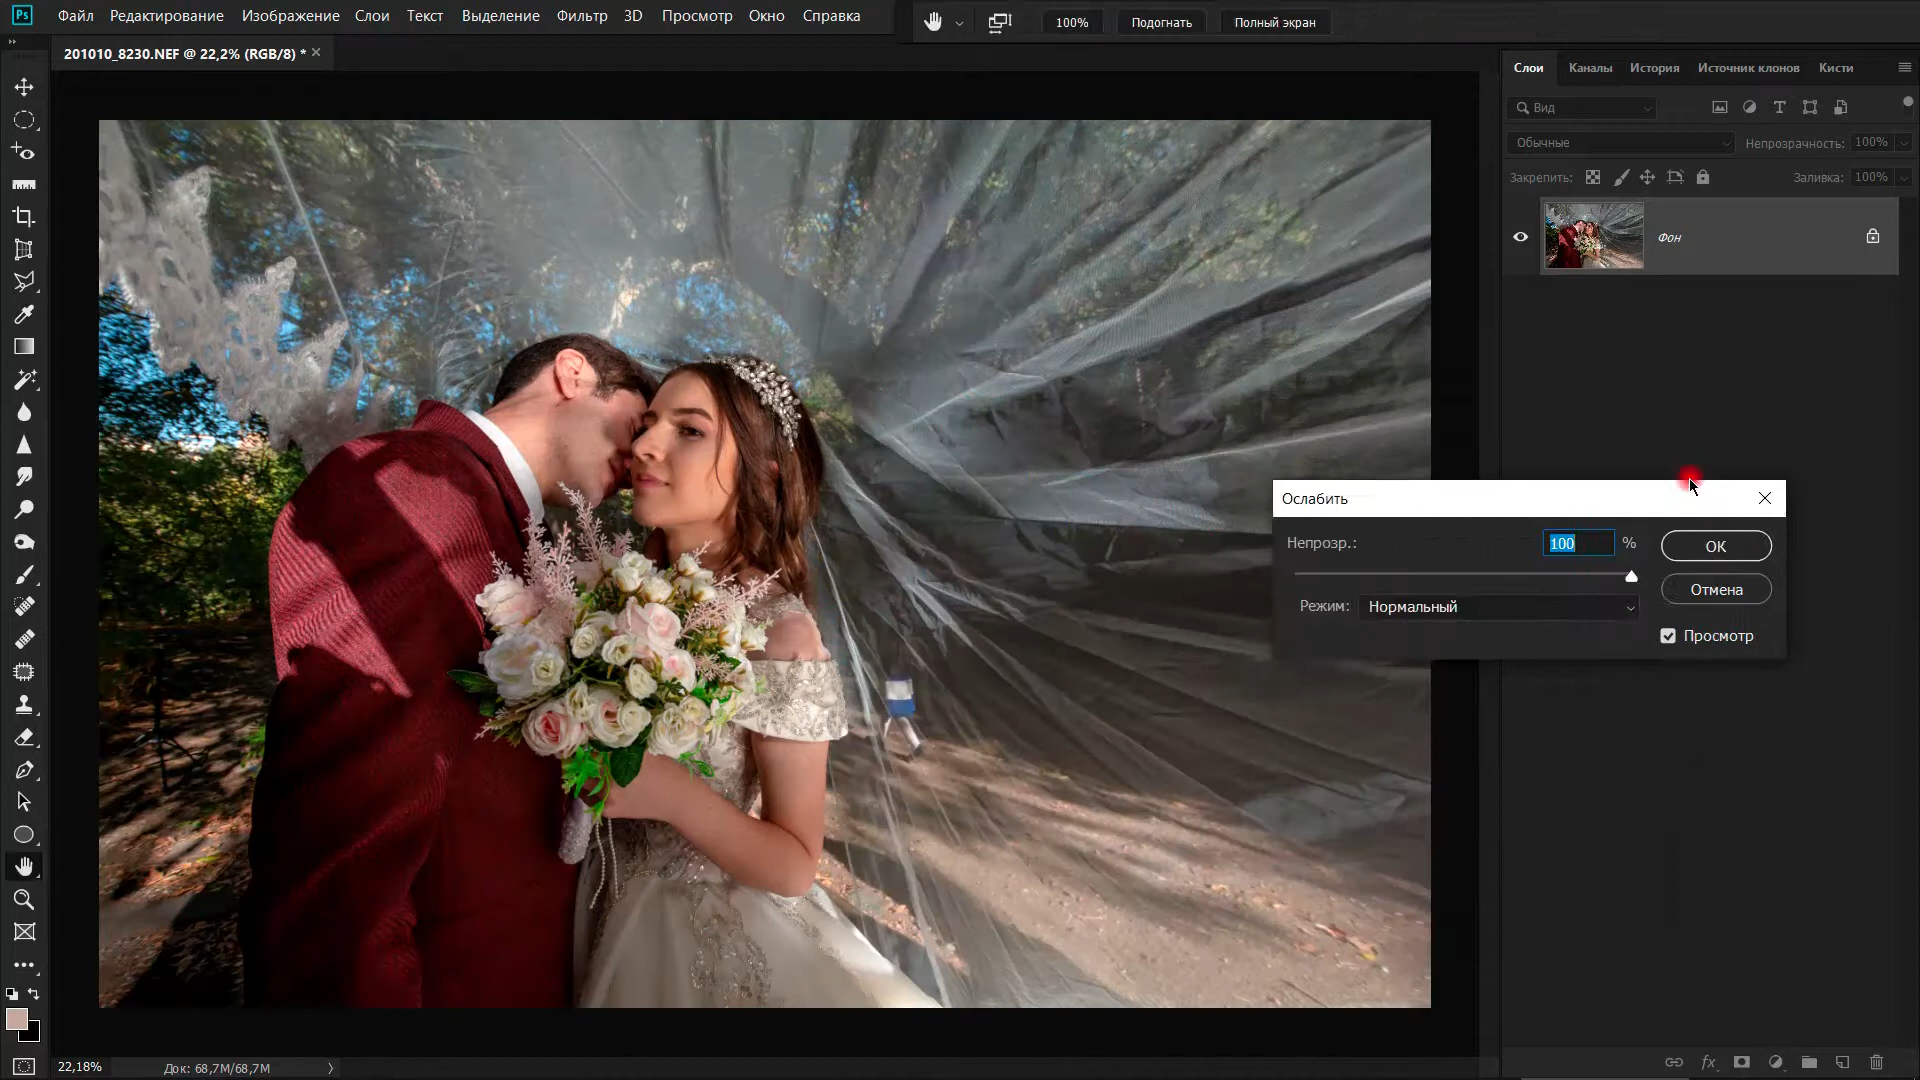 Ps Файл Редактирование Изображение Слои Текст Выделение Фильтр 3D Просмотр Окно Справка 100% Подогнать Полный экран
201010_8230.NEF @ 22,2% (RGB/8) *
Слои Каналы История Источник клонов Кисти
Вид
Обычные Непрозрачность: 100%
Закрепить: Заливка: 100%
Фон
Ослабить
Непрозр.: 100 % ОК
Отмена
Режим: Нормальный
Просмотр
22,18% Док: 68,7M/68,7M
fx